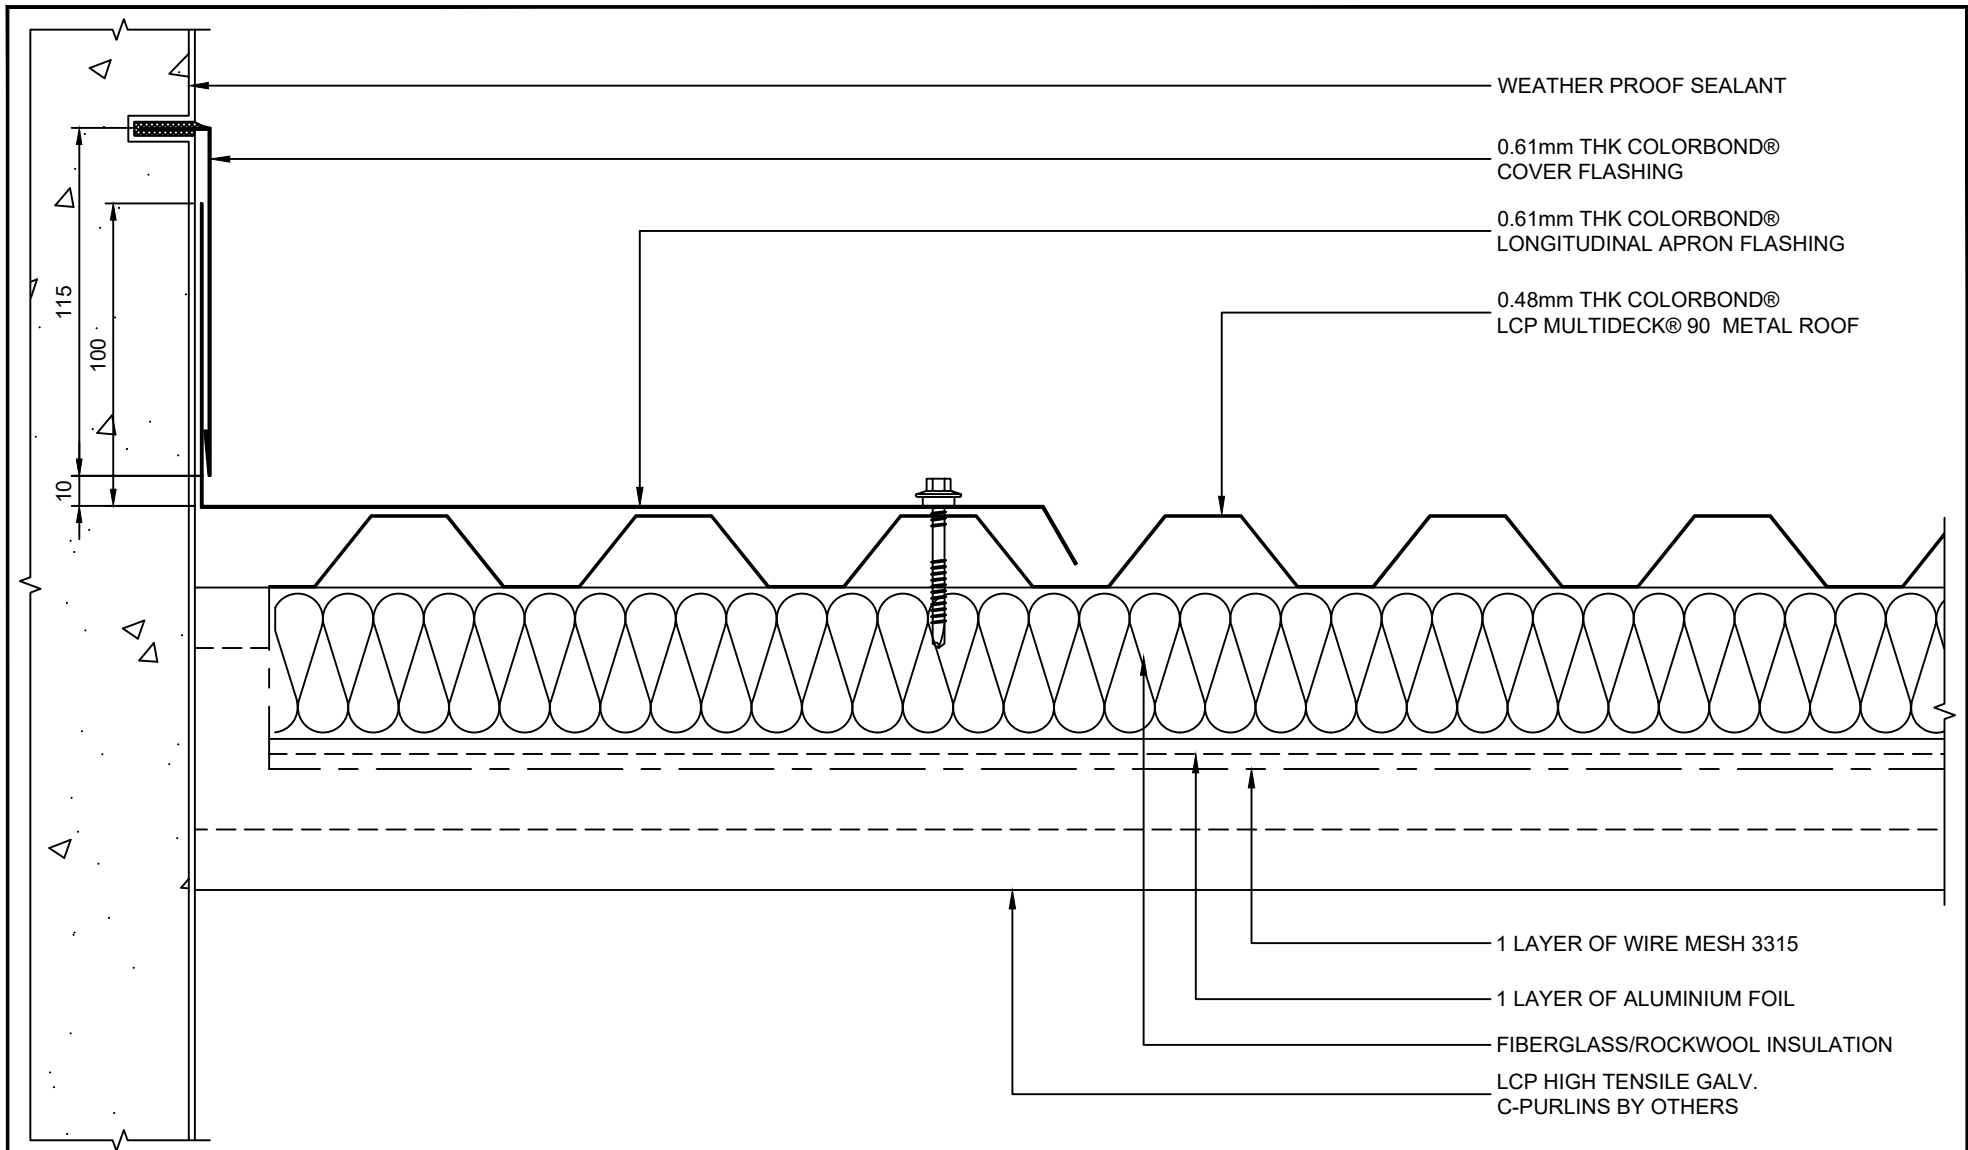 WEATHER PROOF SEALANT
0.61mm THK COLORBOND®
COVER FLASHING
0.61mm THK COLORBOND®
LONGITUDINAL APRON FLASHING
0.48mm THK COLORBOND®
LCP MULTIDECK® 90 METAL ROOF
115
100
10
1 LAYER OF WIRE MESH 3315
1 LAYER OF ALUMINIUM FOIL
FIBERGLASS/ROCKWOOL INSULATION
LCP HIGH TENSILE GALV.
C-PURLINS BY OTHERS